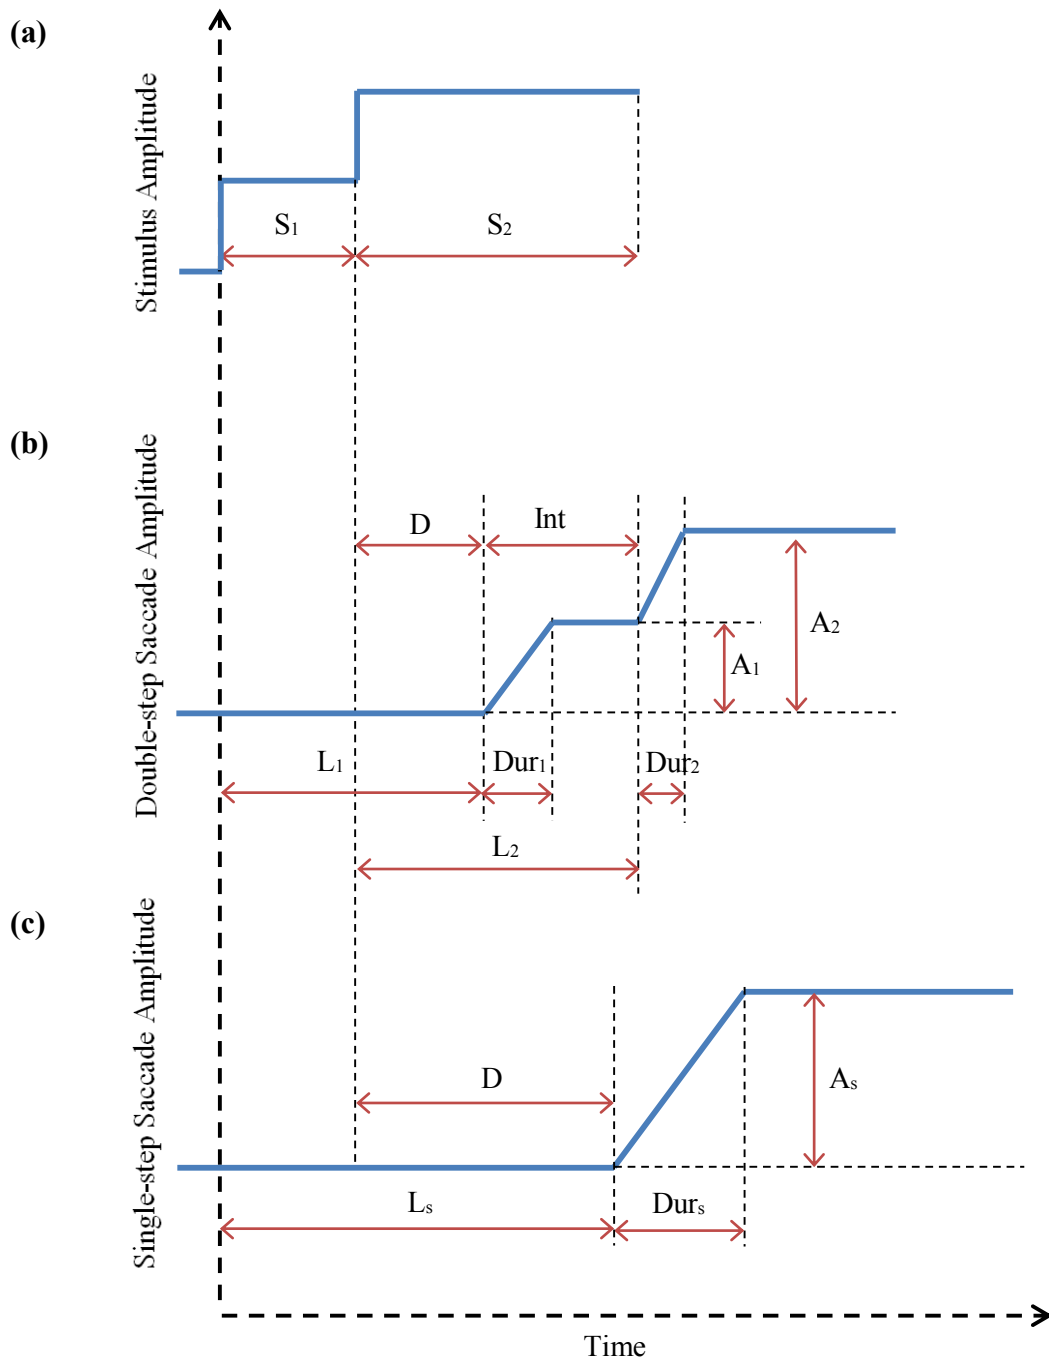 (a)
Stimulus Amplitude
S₁
S₂
(b)
Double-step Saccade Amplitude
D
Int
A₁
A₂
L₁
Dur₁
Dur₂
L₂
(c)
Single-step Saccade Amplitude
D
Aₛ
Lₛ
Durₛ
Time